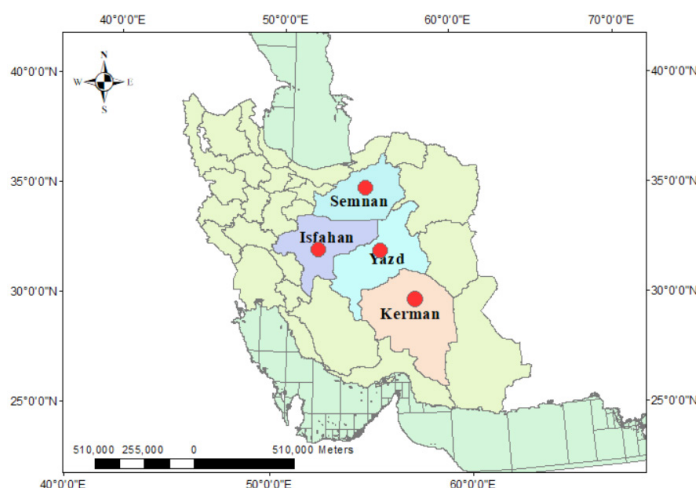 40°0'0"E 50°0'0"E 60°0'0"E 70°0'0"E
40°0'0"N 40°0'0"N
N
W E
S
35°0'0"N 35°0'0"N
Semnan
Isfahan
Yazd
30°0'0"N 30°0'0"N
Kerman
25°0'0"N 25°0'0"N
510,000 255,000 0 510,000 Meters
40°0'0"E 50°0'0"E 60°0'0"E